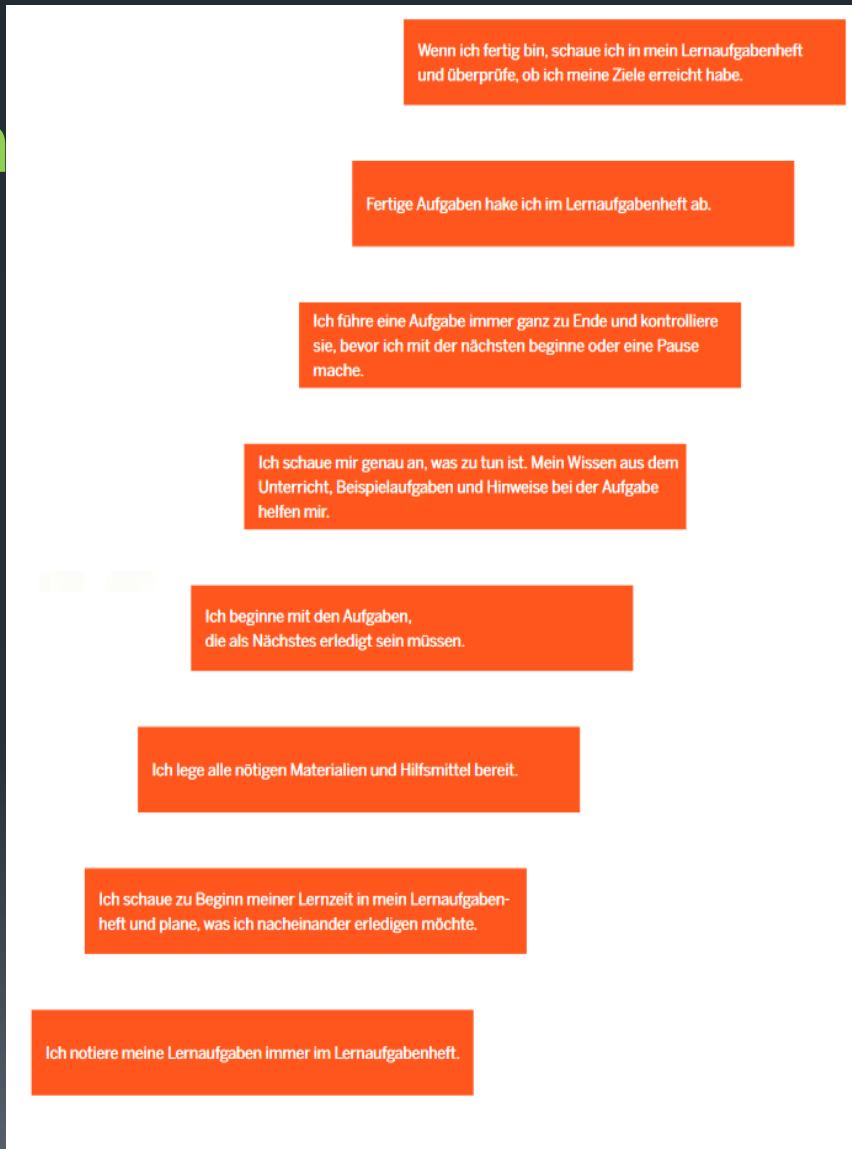 Wenn ich fertig bin, schaue ich in mein Lernaufgabenheft
und überprüfe, ob ich meine Ziele erreicht habe.
Fertige Aufgaben hake ich im Lernaufgabenheft ab.
Ich führe eine Aufgabe immer ganz zu Ende und kontrolliere
sie, bevor ich mit der nächsten beginne oder eine Pause
mache.
Ich schaue mir genau an, was zu tun ist. Mein Wissen aus dem
Unterricht, Beispielaufgaben und Hinweise bei der Aufgabe
helfen mir.
Ich beginne mit den Aufgaben,
die als Nächstes erledigt sein müssen.
Ich lege alle nötigen Materialien und Hilfsmittel bereit.
Ich schaue zu Beginn meiner Lernzeit in mein Lernaufgaben-
heft und plane, was ich nacheinander erledigen möchte.
Ich notiere meine Lernaufgaben immer im Lernaufgabenheft.